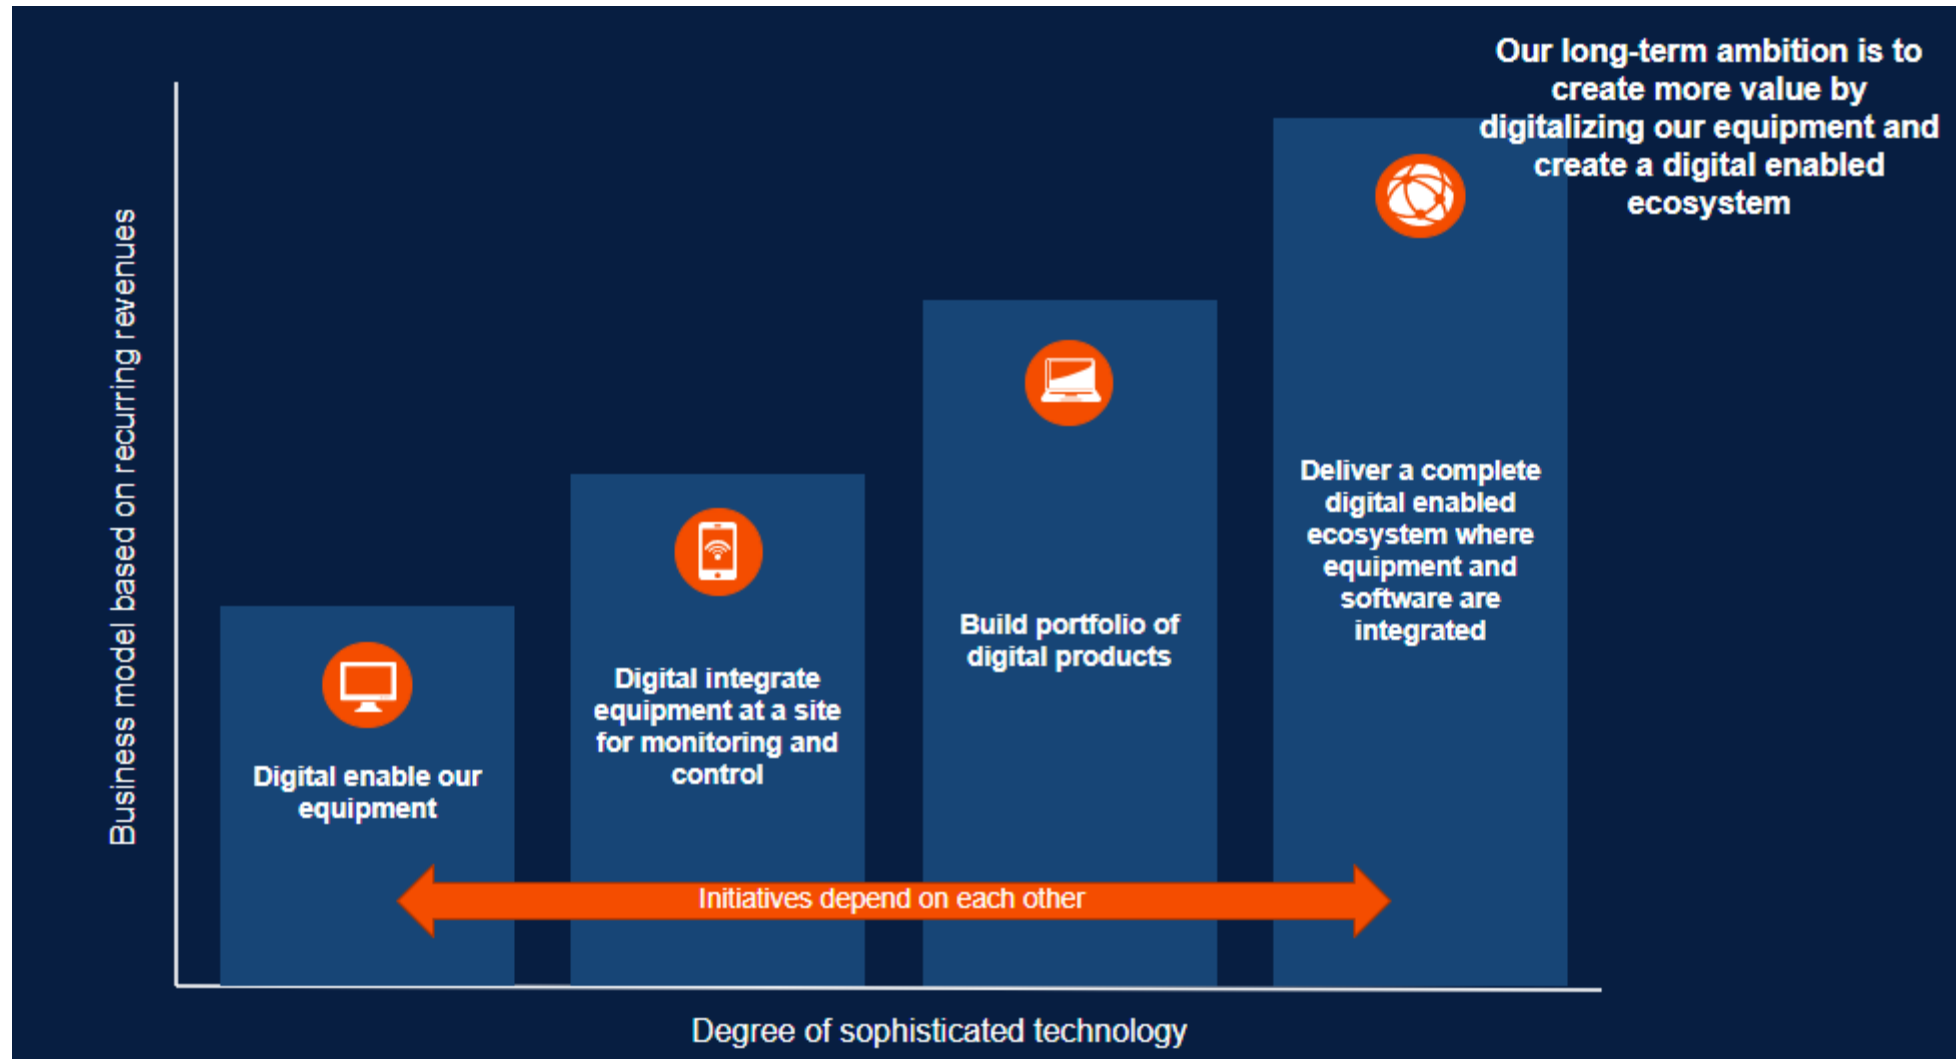 Our long-term ambition is to
create more value by
digitalizing our equipment and
create a digital enabled
ecosystem
Business model based on recurring revenues
Digital enable our
equipment
Digital integrate
equipment at a site
for monitoring and
control
Build portfolio of
digital products
Deliver a complete
digital enabled
ecosystem where
equipment and
software are
integrated
Initiatives depend on each other
Degree of sophisticated technology